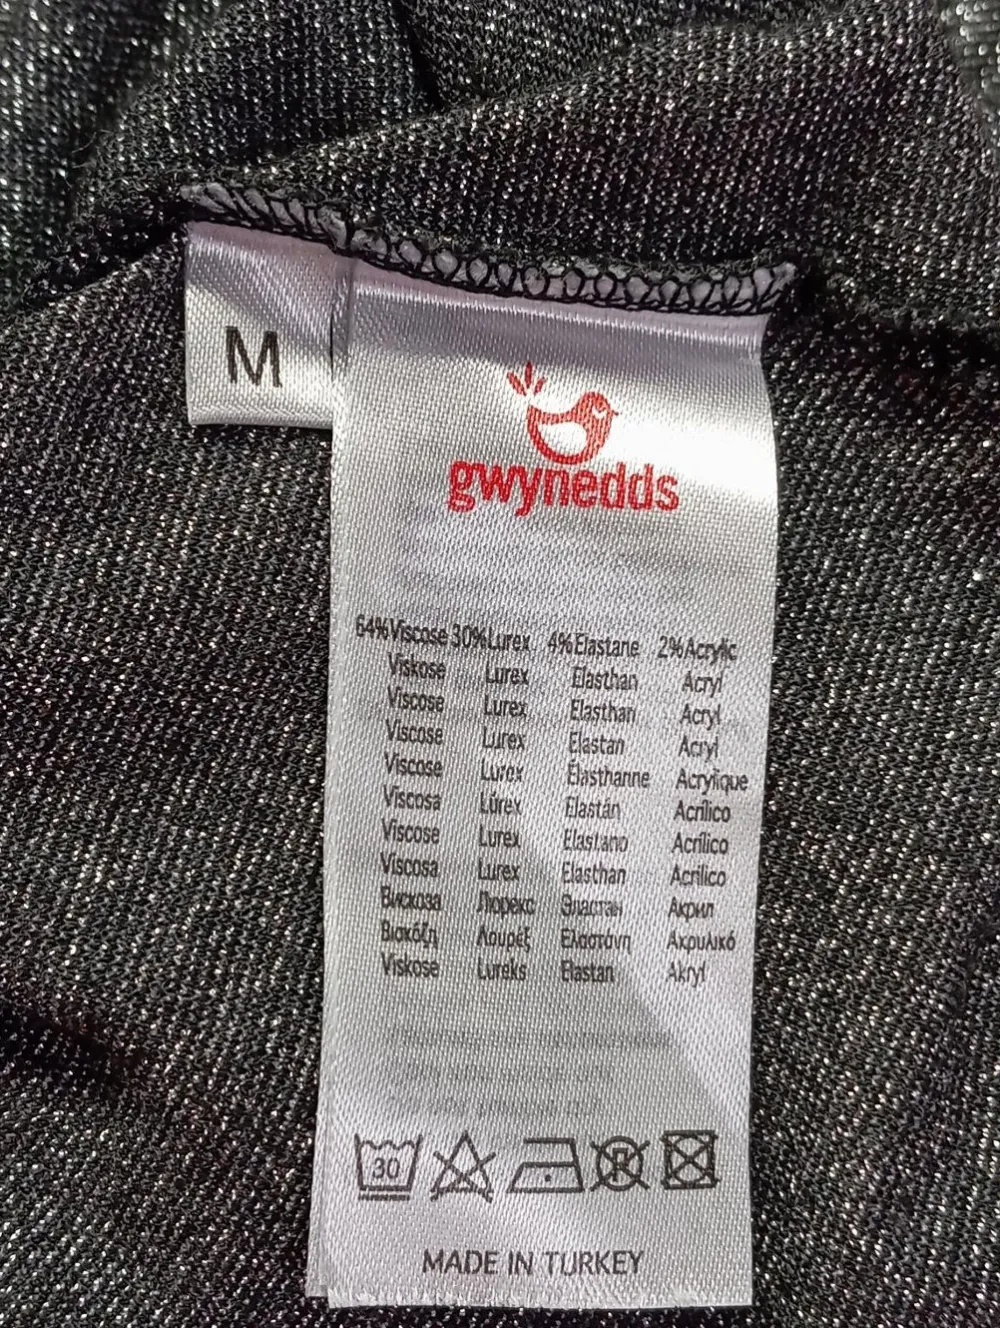 M
gwynedds
64%Viscose 30%Lurex 4%Elastane 2%Acrylic
Viskose Lurex Elasthan Acryl
Viscose Lurex Elasthan Acryl
Viscose Lurex Elastan Acryl
Viscose Lurex Élasthanne Acrylique
Viscosa Lúrex Elastán Acrílico
Viscose Lurex Elastano Acrílico
Viscosa Lurex Elasthan Acrilico
Вискоза Люрекс Эластан Акрил
Βισκόζη Λουρέξ Ελαστάνη Ακρυλικό
Viskose Lureks Elastan Akryl
30
MADE IN TURKEY